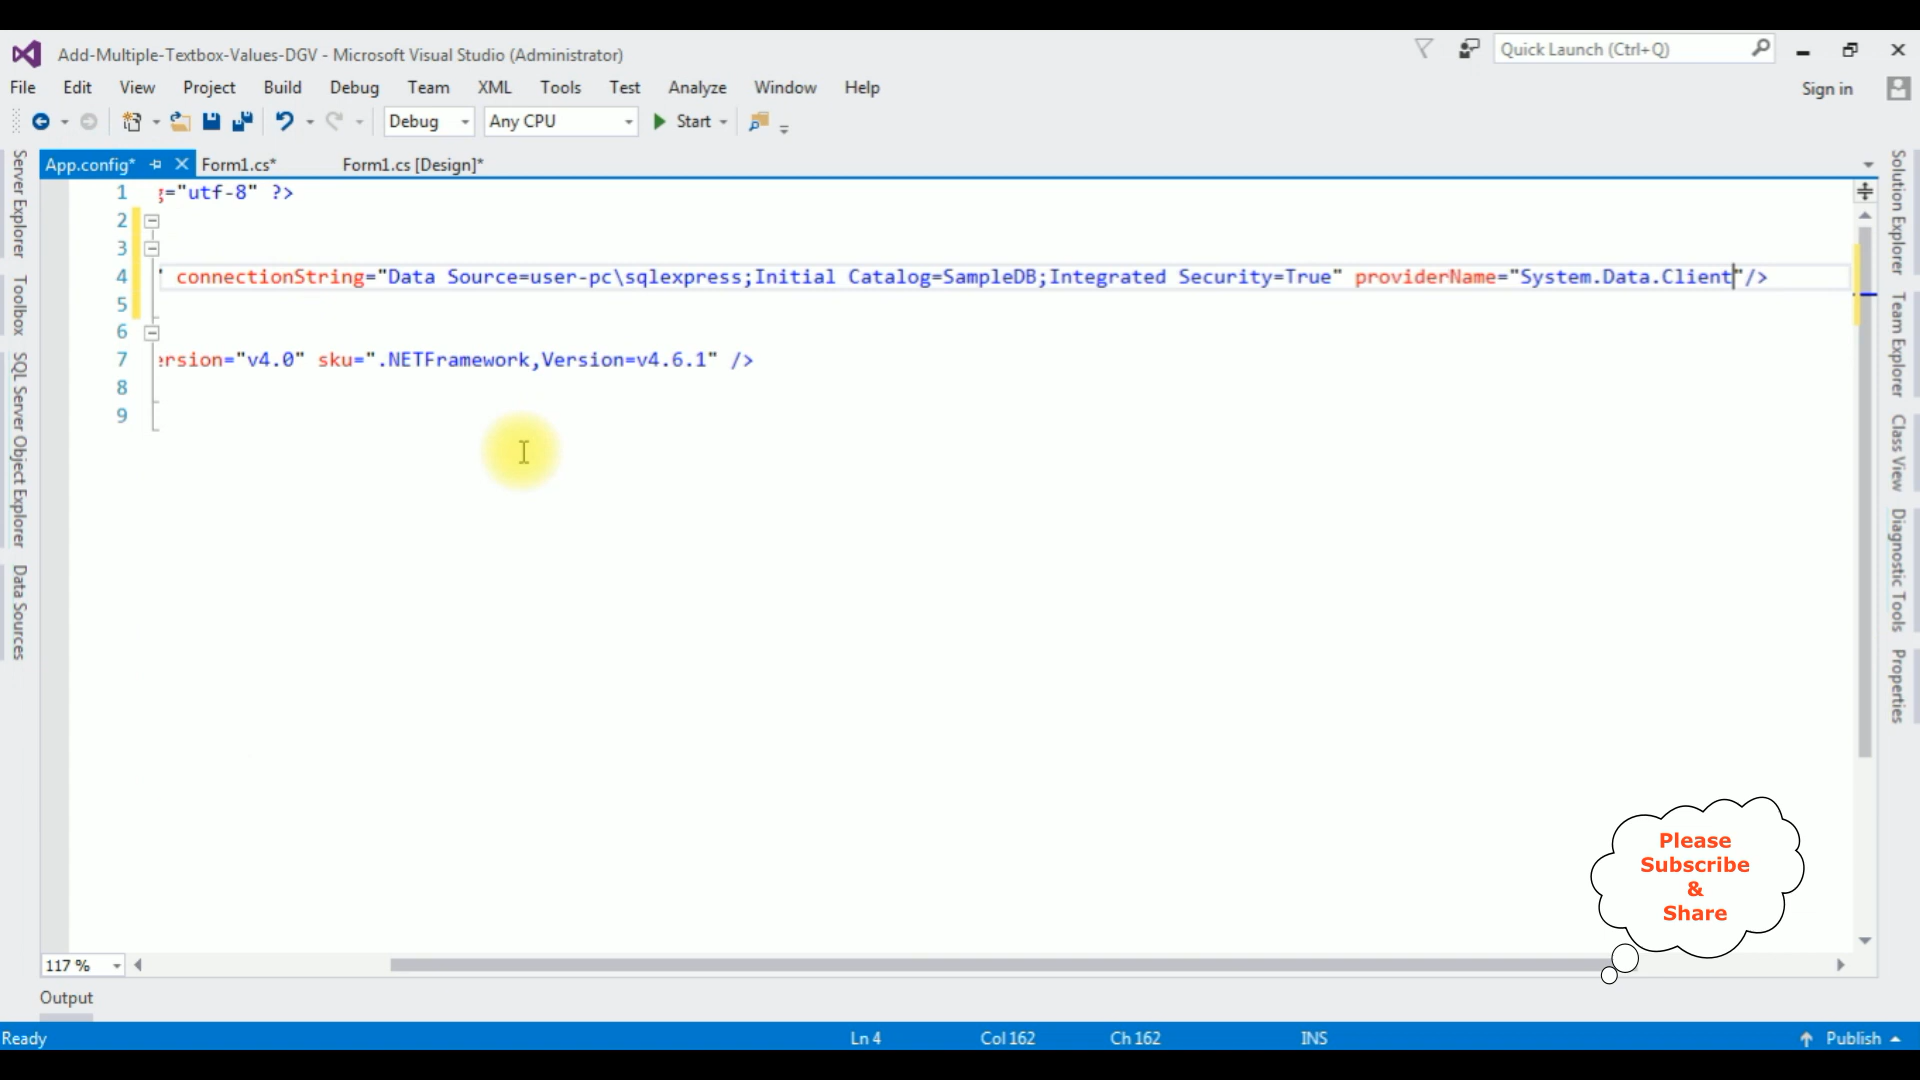 Add-Multiple-Textbox-Values-DGV - Microsoft Visual Studio (Administrator)
Quick Launch (Ctrl+Q)
File Edit View Project Build Debug Team XML Tools Test Analyze Window Help
Sign in
Debug Any CPU Start
App.config* Form1.cs* Form1.cs [Design]*
1 ="utf-8" ?>
2
3
4 " connectionString="Data Source=user-pc\sqlexpress;Initial Catalog=SampleDB;Integrated Security=True" providerName="System.Data.Client"/>
5
6
7 ersion="v4.0" sku=".NETFramework,Version=v4.6.1" />
8
9
Server Explorer
Toolbox
SQL Server Object Explorer
Data Sources
Solution Explorer
Team Explorer
Class View
Diagnostic Tools
Properties
Please
Subscribe
&
Share
117 %
Output
Ready Ln 4 Col 162 Ch 162 INS Publish